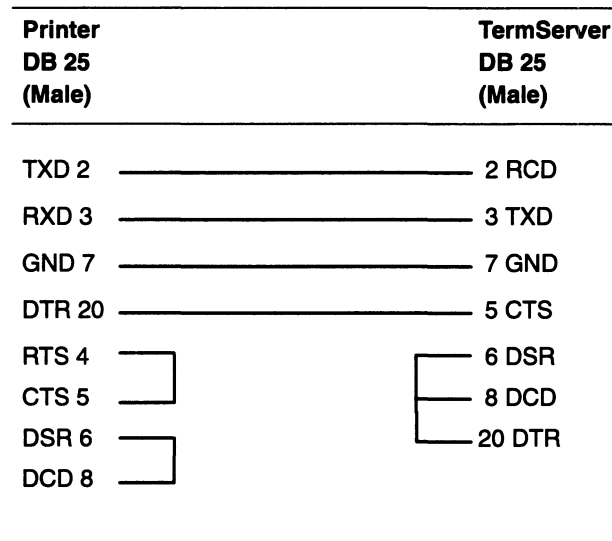 Printer TermServer
DB 25 DB 25
(Male) (Male)
TXD 2 2 RCD
RXD 3 3 TXD
GND 7 7 GND
DTR 20 5 CTS
RTS 4 6 DSR
CTS 5 8 DCD
DSR 6 20 DTR
DCD 8